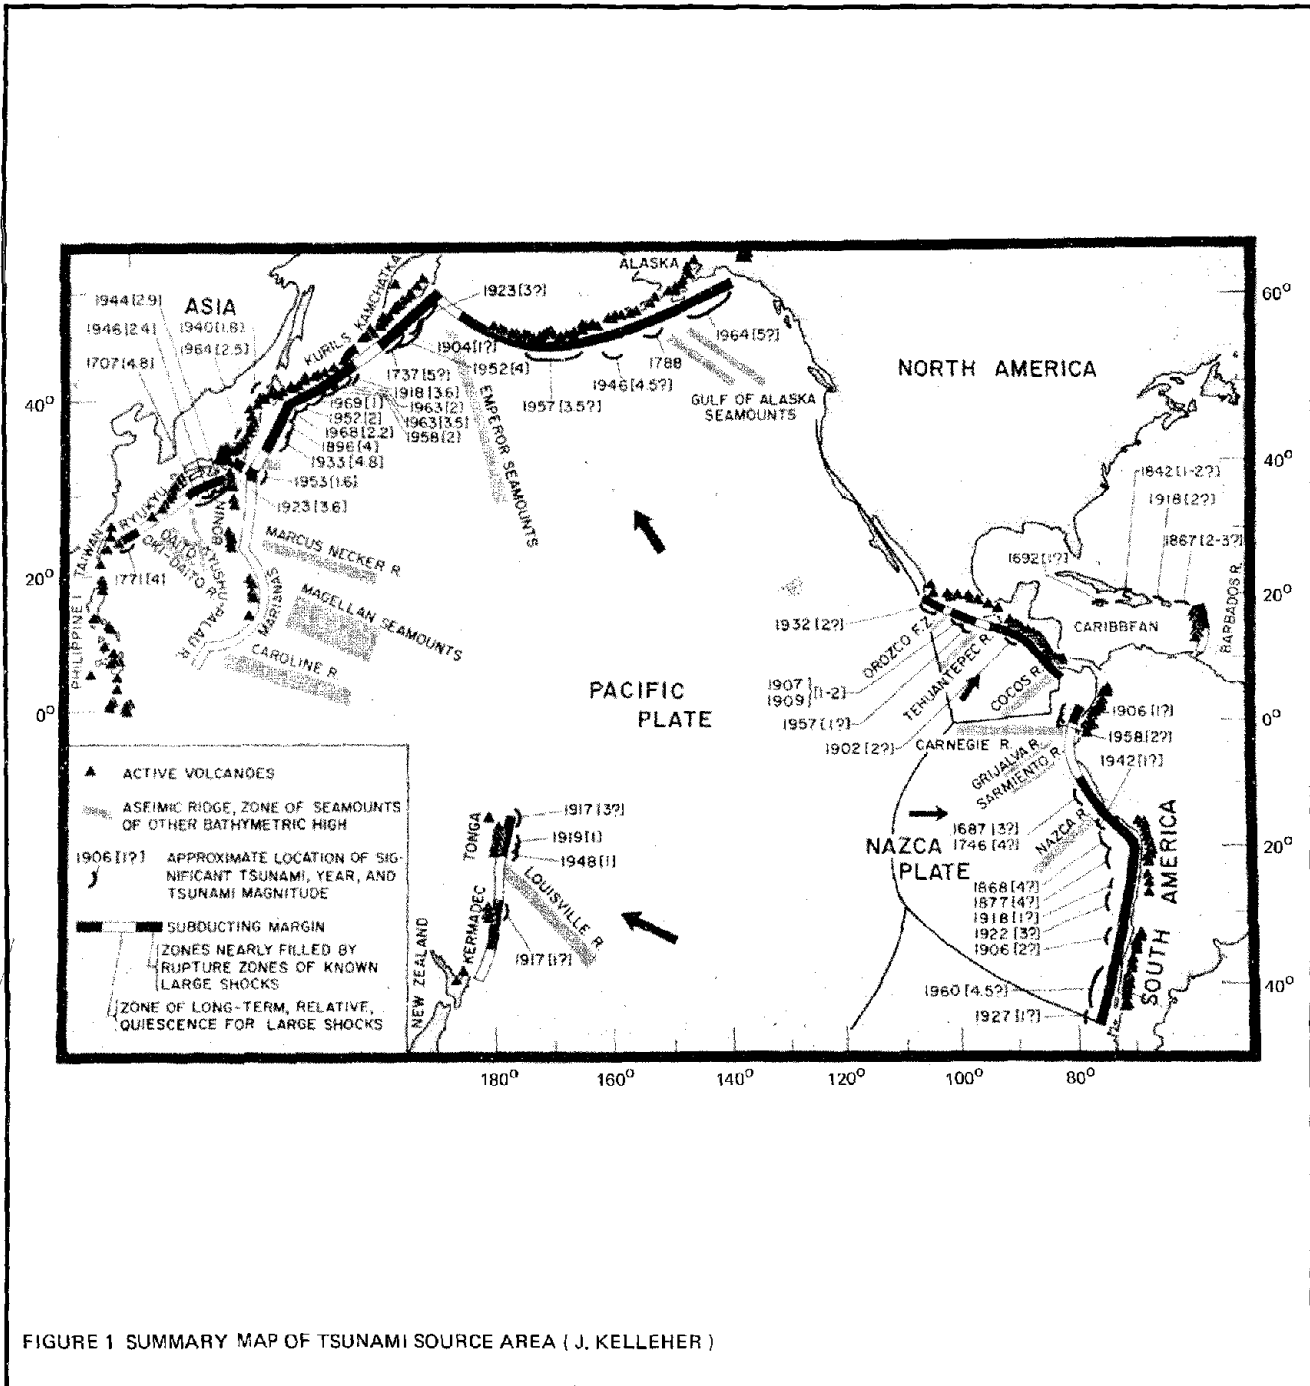 ALASKA
60°
KAMCHATKA
1944 [2.9]
ASIA
1923 [3?]
1946 [2.4]
1940 [1.8]
1964 [2.5]
1707 [4.8]
KURILS
1904 [1?]
1952 [4]
1737 [5?]
1918 [3.6]
1963 [2]
1963 [3.5]
1958 [2]
1969 [1]
1952 [2]
1968 [2.2]
1896 [4]
1933 [4.8]
1953 [1.6]
1923 [3.6]
1957 [3.5?]
1946 [4.5?]
1788
1964 [5?]
GULF OF ALASKA
SEAMOUNTS
NORTH AMERICA
40°
40°
EMPEROR SEAMOUNTS
RYUKYU
BONIN
TAIWAN
DAITO R.
OKI-DAITO R.
KYUSHU-PALAU R.
1771 [4]
MARCUS NECKER R.
MARIANAS
MAGELLAN SEAMOUNTS
CAROLINE R.
PHILIPPINE I.
20°
0°
1842 [1-2?]
1918 [2?]
1867 [2-3?]
1692 [1?]
20°
CARIBBEAN
BARBADOS R.
1932 [2?]
OROZCO F.Z.
TEHUANTEPEC R.
COCOS R.
1907
1909
[1-2]
1957 [1?]
1902 [2?]
PACIFIC
PLATE
CARNEGIE R.
GRIJALVA R.
SARMIENTO R.
1906 [1?]
0°
1958 [2?]
1942 [1?]
1687 [3?]
1746 [4?]
NAZCA R.
NAZCA
PLATE
1868 [4?]
1877 [4?]
1918 [1?]
1922 [3?]
1906 [2?]
1960 [4.5?]
1927 [1?]
SOUTH AMERICA
20°
40°
TONGA
1917 [3?]
1919 [1]
1948 [1]
LOUISVILLE R.
KERMADEC
1917 [1?]
NEW ZEALAND
ACTIVE VOLCANOES
ASEIMIC RIDGE, ZONE OF SEAMOUNTS
OF OTHER BATHYMETRIC HIGH
1906 [1?] APPROXIMATE LOCATION OF SIG-
NIFICANT TSUNAMI, YEAR, AND
TSUNAMI MAGNITUDE
SUBDUCTING MARGIN
ZONES NEARLY FILLED BY
RUPTURE ZONES OF KNOWN
LARGE SHOCKS
ZONE OF LONG-TERM, RELATIVE,
QUIESCENCE FOR LARGE SHOCKS
180° 160° 140° 120° 100° 80°
FIGURE 1 SUMMARY MAP OF TSUNAMI SOURCE AREA ( J. KELLEHER )